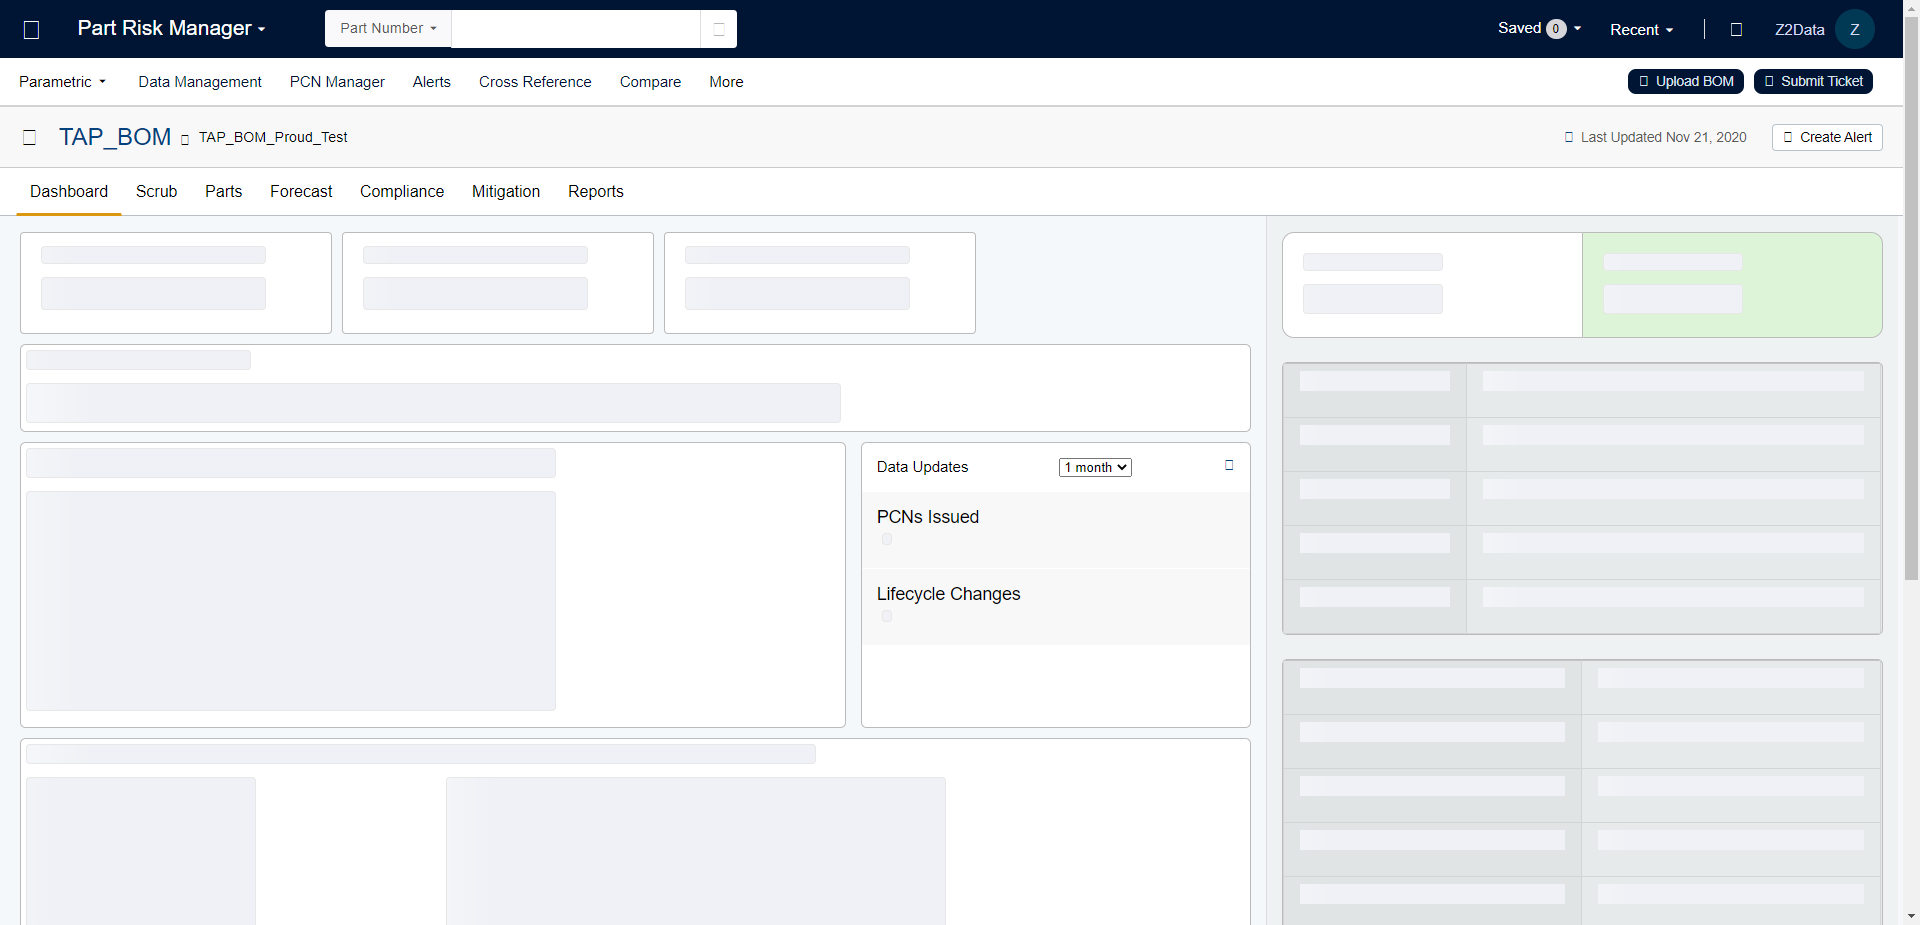 Part Risk Manager
Part Number
Saved 0
Recent
Z2Data
Z
Parametric
Data Management
PCN Manager
Alerts
Cross Reference
Compare
More
Upload BOM
Submit Ticket
TAP_BOM
TAP_BOM_Proud_Test
Last Updated Nov 21, 2020
Create Alert
Dashboard
Scrub
Parts
Forecast
Compliance
Mitigation
Reports
Data Updates
1 month
PCNs Issued
Lifecycle Changes